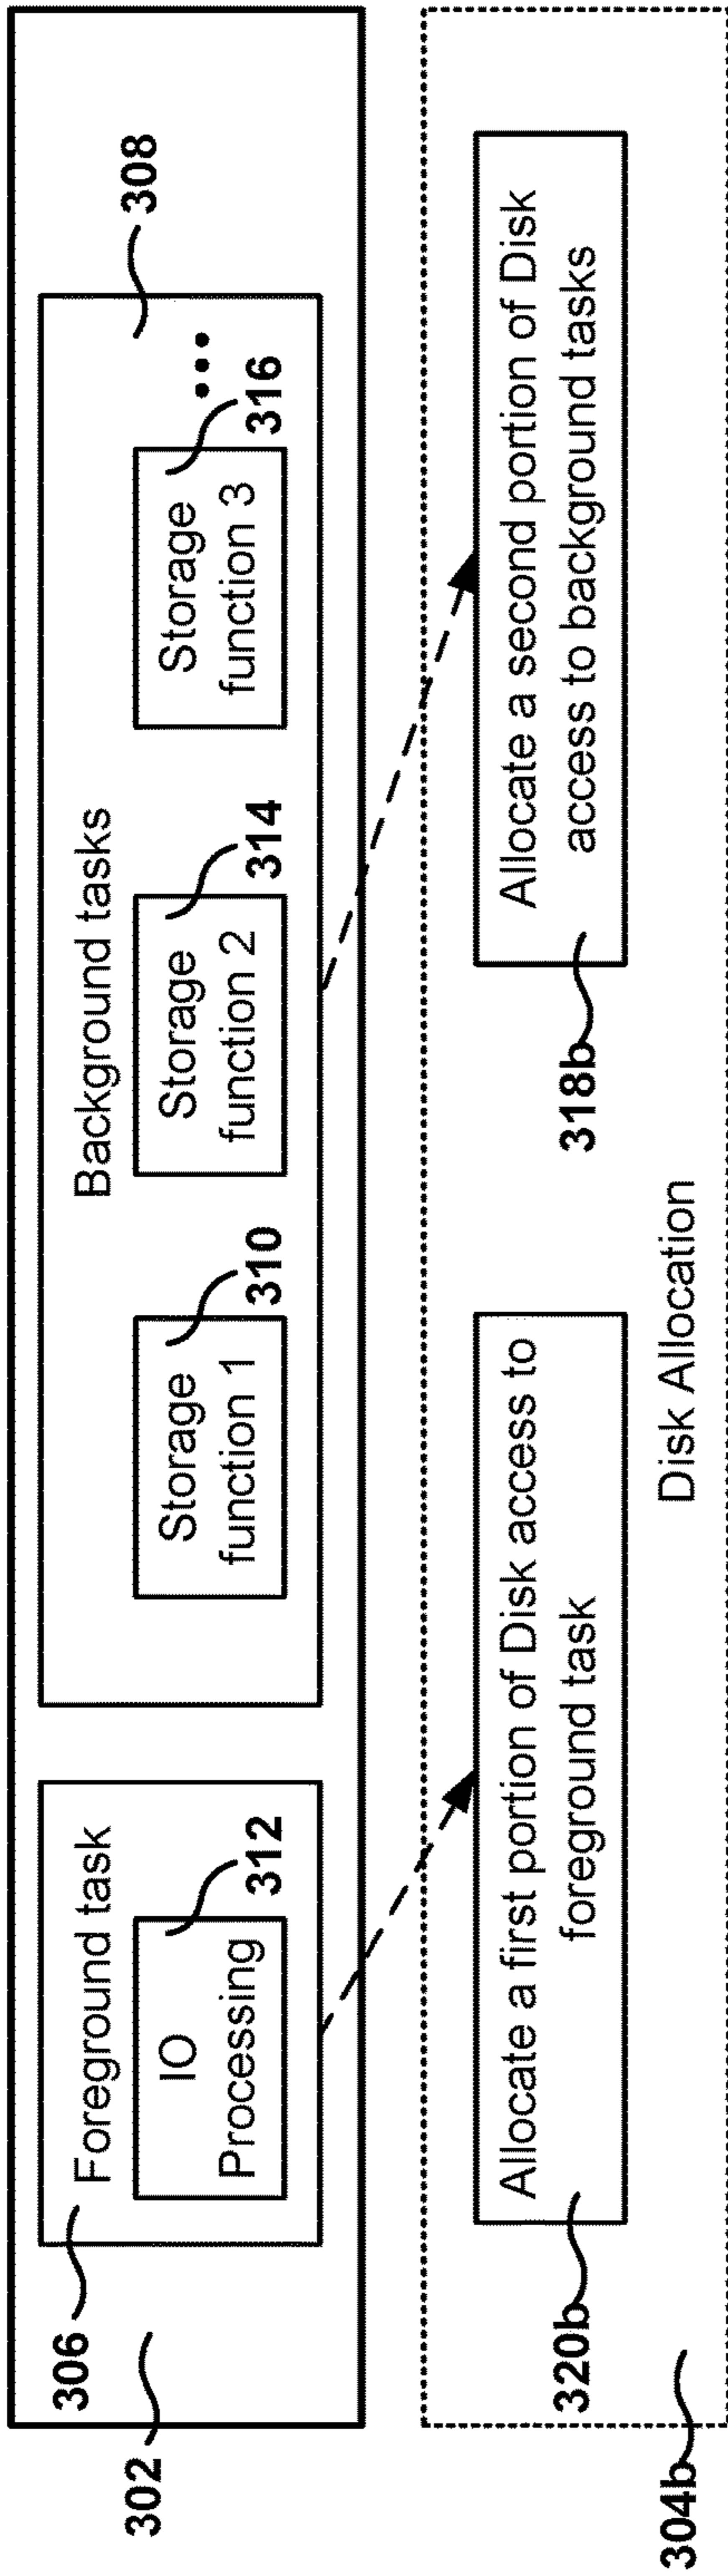 302
306
Foreground task
IO
Processing
312
Background tasks
Storage
function 1
310
Storage
function 2
314
Storage
function 3
316
...
308
Allocate a first portion of Disk access to
foreground task
320b
Allocate a second portion of Disk
access to background tasks
318b
Disk Allocation
304b